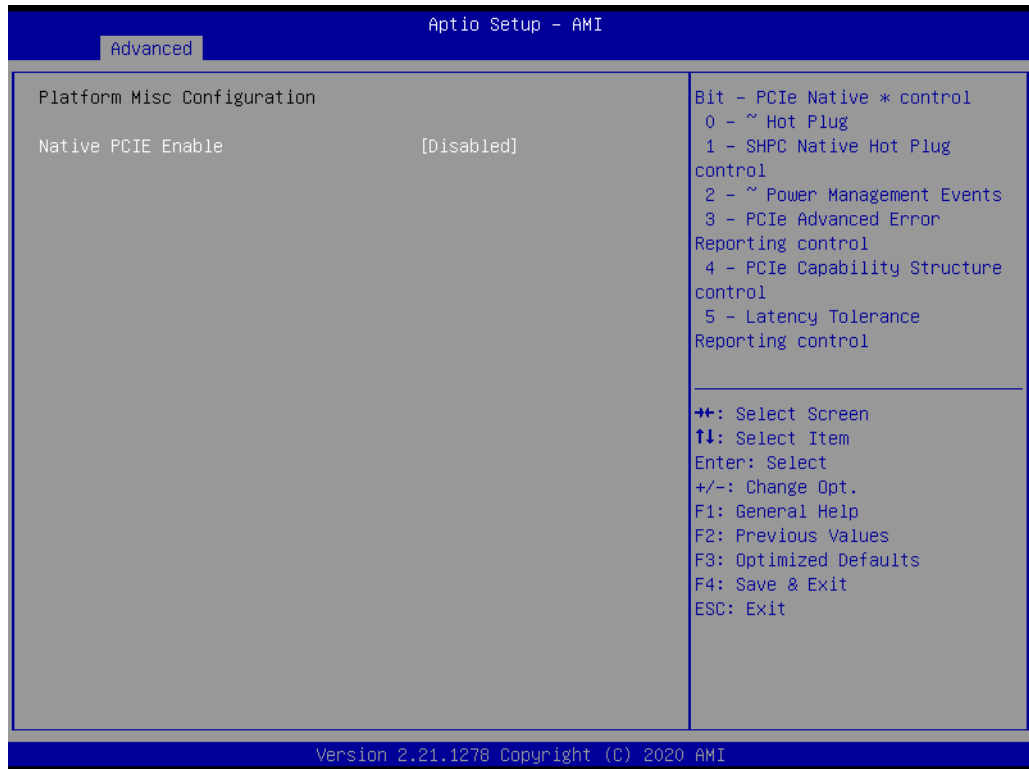 Aptio Setup – AMI
Advanced
Platform Misc Configuration
Native PCIE Enable [Disabled]
Bit – PCIe Native * control
0 – ~ Hot Plug
1 – SHPC Native Hot Plug
control
2 – ~ Power Management Events
3 – PCIe Advanced Error
Reporting control
4 – PCIe Capability Structure
control
5 – Latency Tolerance
Reporting control
→←: Select Screen
↑↓: Select Item
Enter: Select
+/-: Change Opt.
F1: General Help
F2: Previous Values
F3: Optimized Defaults
F4: Save & Exit
ESC: Exit
Version 2.21.1278 Copyright (C) 2020 AMI